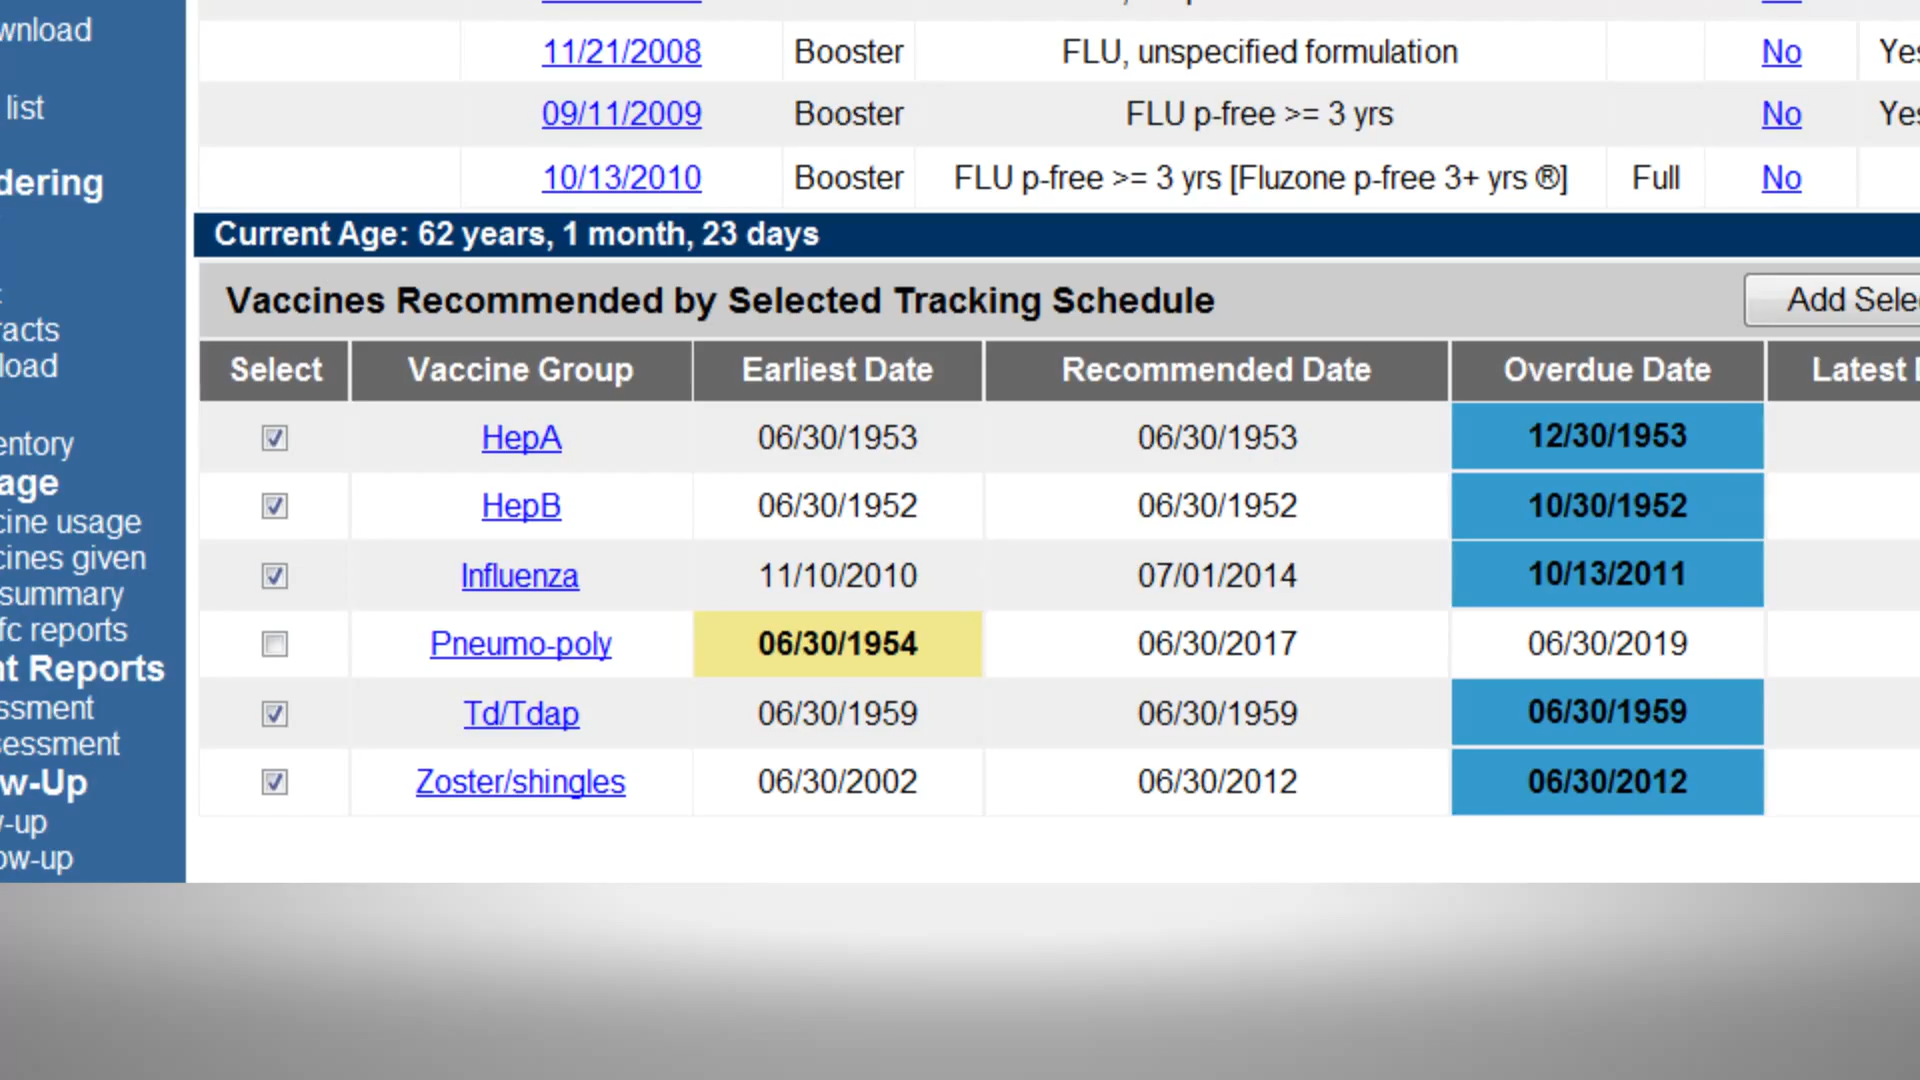 wnload
list
dering
racts
load
entory
age
cine usage
cines given
summary
fc reports
nt Reports
ssment
sessment
w-Up
-up
ow-up
11/21/2008 Booster FLU, unspecified formulation No Yes
09/11/2009 Booster FLU p-free >= 3 yrs No Yes
10/13/2010 Booster FLU p-free >= 3 yrs [Fluzone p-free 3+ yrs ®] Full No
Current Age: 62 years, 1 month, 23 days
Vaccines Recommended by Selected Tracking Schedule Add Sele
Select Vaccine Group Earliest Date Recommended Date Overdue Date Latest
HepA 06/30/1953 06/30/1953 12/30/1953
HepB 06/30/1952 06/30/1952 10/30/1952
Influenza 11/10/2010 07/01/2014 10/13/2011
Pneumo-poly 06/30/1954 06/30/2017 06/30/2019
Td/Tdap 06/30/1959 06/30/1959 06/30/1959
Zoster/shingles 06/30/2002 06/30/2012 06/30/2012